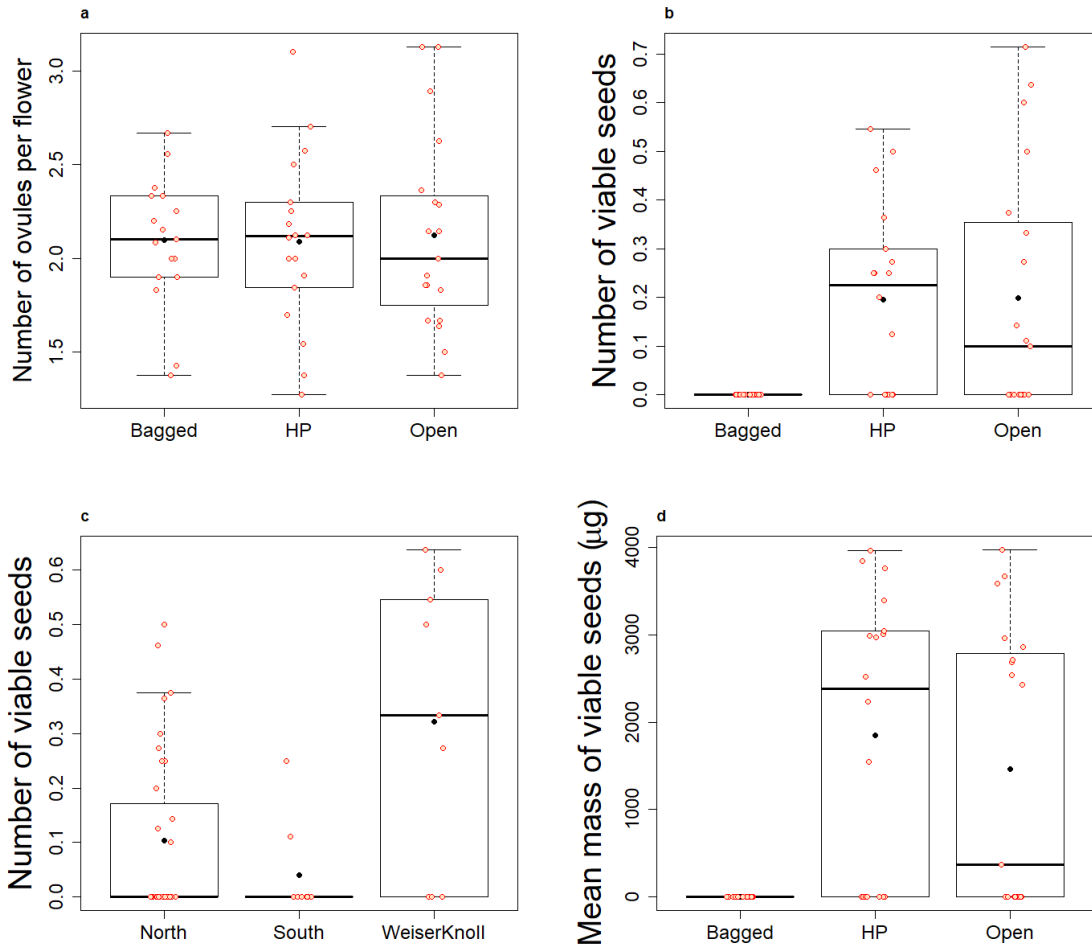 a
Number of ovules per flower
3.0
2.5
2.0
1.5
Bagged
HP
Open
b
Number of viable seeds
0.7
0.6
0.5
0.4
0.3
0.2
0.1
0.0
Bagged
HP
Open
c
Number of viable seeds
0.6
0.5
0.4
0.3
0.2
0.1
0.0
North
South
WeiserKnoll
d
Mean mass of viable seeds (µg)
4000
3000
2000
1000
0
Bagged
HP
Open